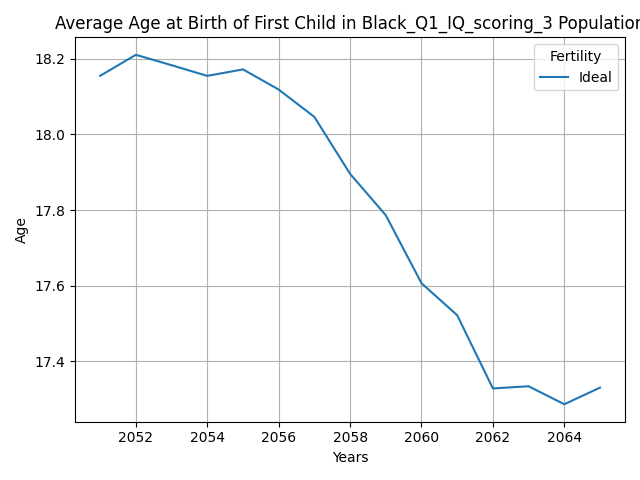 Average Age at Birth of First Child in Black_Q1_IQ_scoring_3 Population
Fertility
Ideal
18.2
18.0
17.8
17.6
17.4
Age
2052 2054 2056 2058 2060 2062 2064
Years